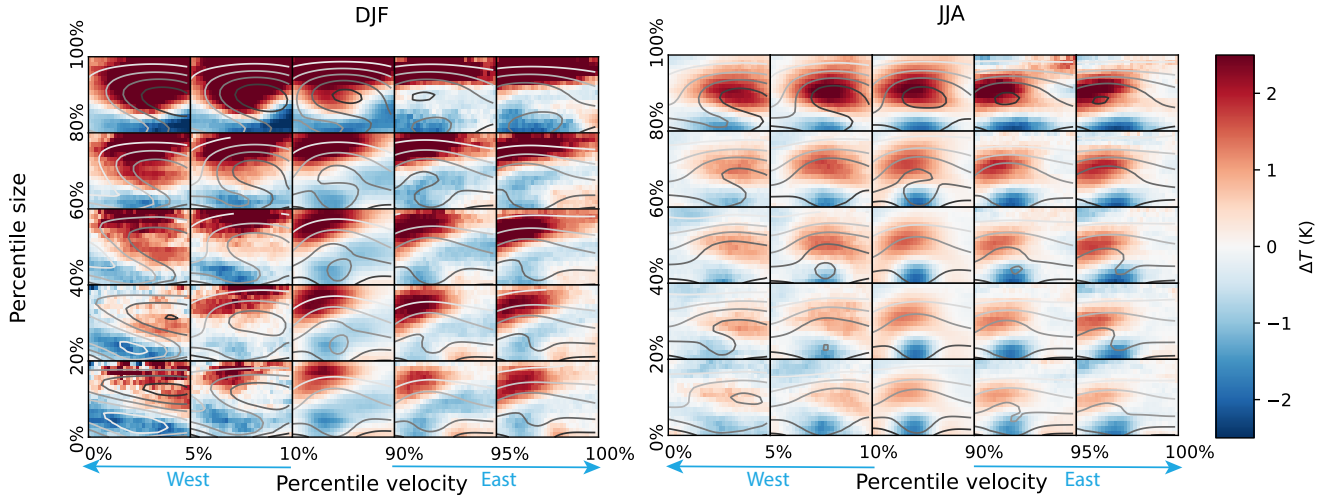 DJF
JJA
100%
80%
60%
40%
20%
0%
Percentile size
0%
5%
10%
90%
95%
100%
West
East
Percentile velocity
100%
80%
60%
40%
20%
0%
0%
5%
10%
90%
95%
100%
West
East
Percentile velocity
2
1
0
−1
−2
ΔT (K)